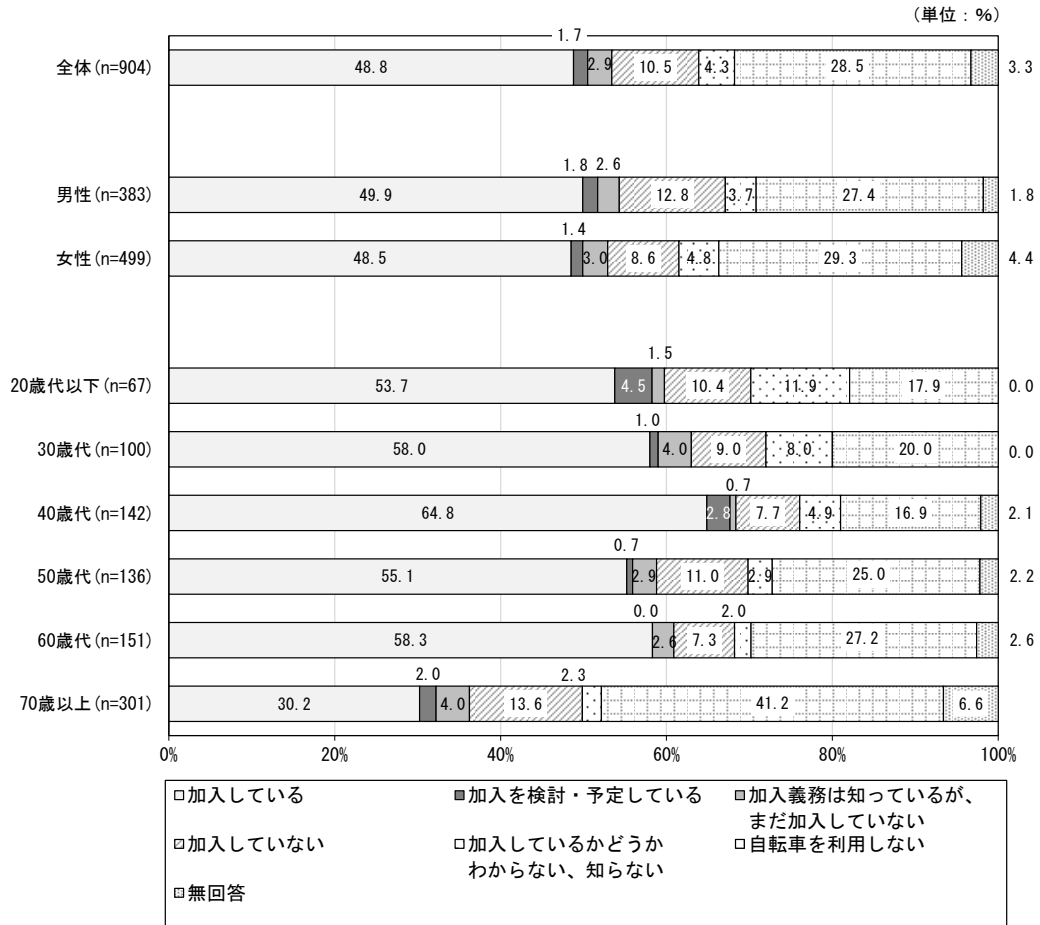 (単位：%)
1.7
全体(n=904) 48.8 2.9 10.5 4.3 28.5 3.3
1.8 2.6
男性(n=383) 49.9 12.8 3.7 27.4 1.8
1.4
女性(n=499) 48.5 3.0 8.6 4.8 29.3 4.4
1.5
20歳代以下(n=67) 53.7 4.5 10.4 11.9 17.9 0.0
1.0
30歳代(n=100) 58.0 4.0 9.0 8.0 20.0 0.0
0.7
40歳代(n=142) 64.8 2.8 7.7 4.9 16.9 2.1
0.7
50歳代(n=136) 55.1 2.9 11.0 2.9 25.0 2.2
0.0 2.0
60歳代(n=151) 58.3 2.6 7.3 27.2 2.6
2.0 2.3
70歳以上(n=301) 30.2 4.0 13.6 41.2 6.6
0% 20% 40% 60% 80% 100%
加入している 加入を検討・予定している 加入義務は知っているが、
まだ加入していない
加入していない 加入しているかどうか 自転車を利用しない
わからない、知らない
無回答